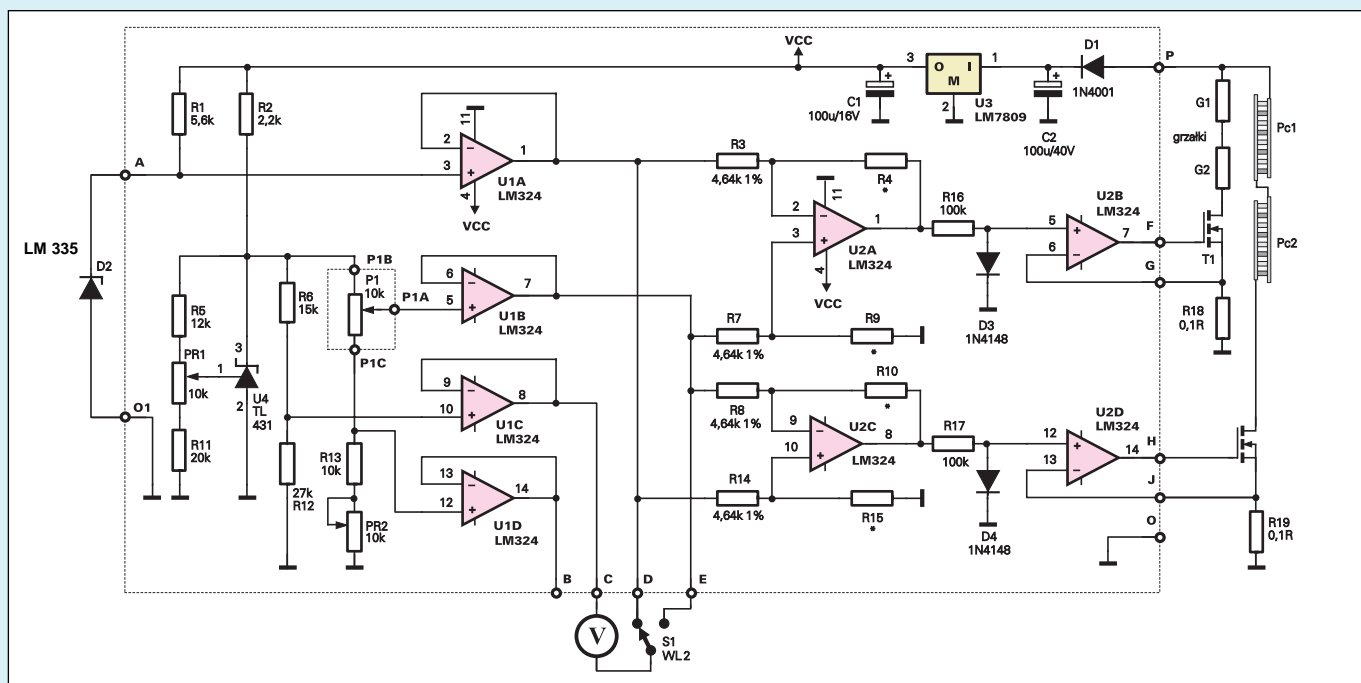 VCC
3
O
I
M
1
2
U3
LM7809
C1
100u/16V
C2
100u/40V
D1
1N4001
P
G1
grzałki
G2
Pc1
Pc2
R1
5,6k
R2
2,2k
A
LM 335
D2
O1
11
2
3
1
4
VCC
U1A
LM324
R3
4,64k 1%
R4
*
11
2
3
1
4
VCC
U2A
LM324
R16
100k
D3
1N4148
U2B
LM324
5
6
7
F
G
T1
R18
0,1R
P1B
P1
10k
P1A
P1C
6
5
7
U1B
LM324
R5
12k
PR1
10k
R11
20k
3
1
2
U4
TL
431
R6
15k
27k
R12
R13
10k
PR2
10k
9
10
8
U1C
LM324
13
12
14
U1D
LM324
R7
4,64k 1%
R9
*
R8
4,64k 1%
R10
*
9
10
8
U2C
LM324
R14
4,64k 1%
R15
*
R17
100k
D4
1N4148
U2D
LM324
12
13
14
H
J
O
R19
0,1R
B
C
D
E
V
S1
WL2